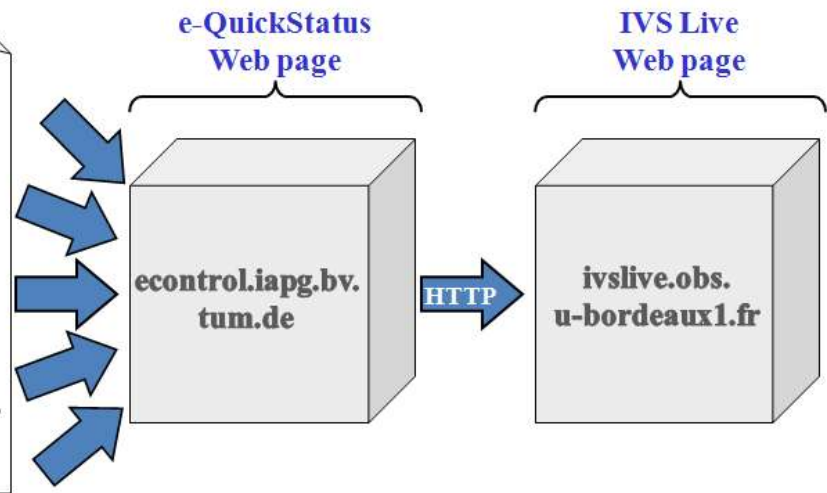 e-QuickStatus
Web page
IVS Live
Web page
econtrol.iapg.bv.
tum.de
HTTP
ivslive.obs.
u-bordeaux1.fr